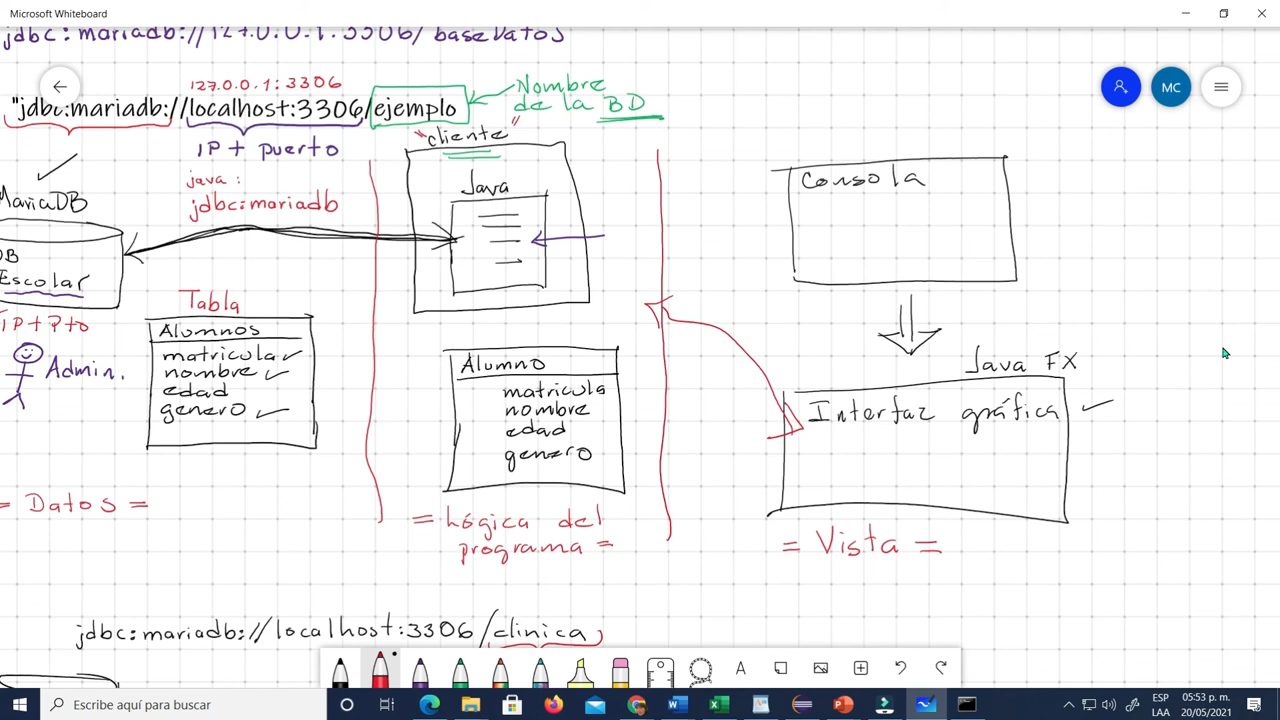 Microsoft Whiteboard
jdbc:mariadb://127.0.0.1:3306/baseDatos
127.0.0.1:3306
"jdbc:mariadb://localhost:3306/ejemplo
Nombre
de la BD
IP + puerto
MC
"cliente"
java:
jdbc:mariadb
MariaDB
DB
Escolar
IP + Pto
Admin.
Tabla
Alumnos
matricula
nombre
edad
genero
= Datos =
Java
Alumno
matricula
nombre
edad
genero
= Lógica del
programa =
Consola
Java FX
Interfaz gráfica
= Vista =
jdbc:mariadb://localhost:3306/clinica
Escribe aquí para buscar
ESP
LAA
05:53 p. m.
20/05/2021